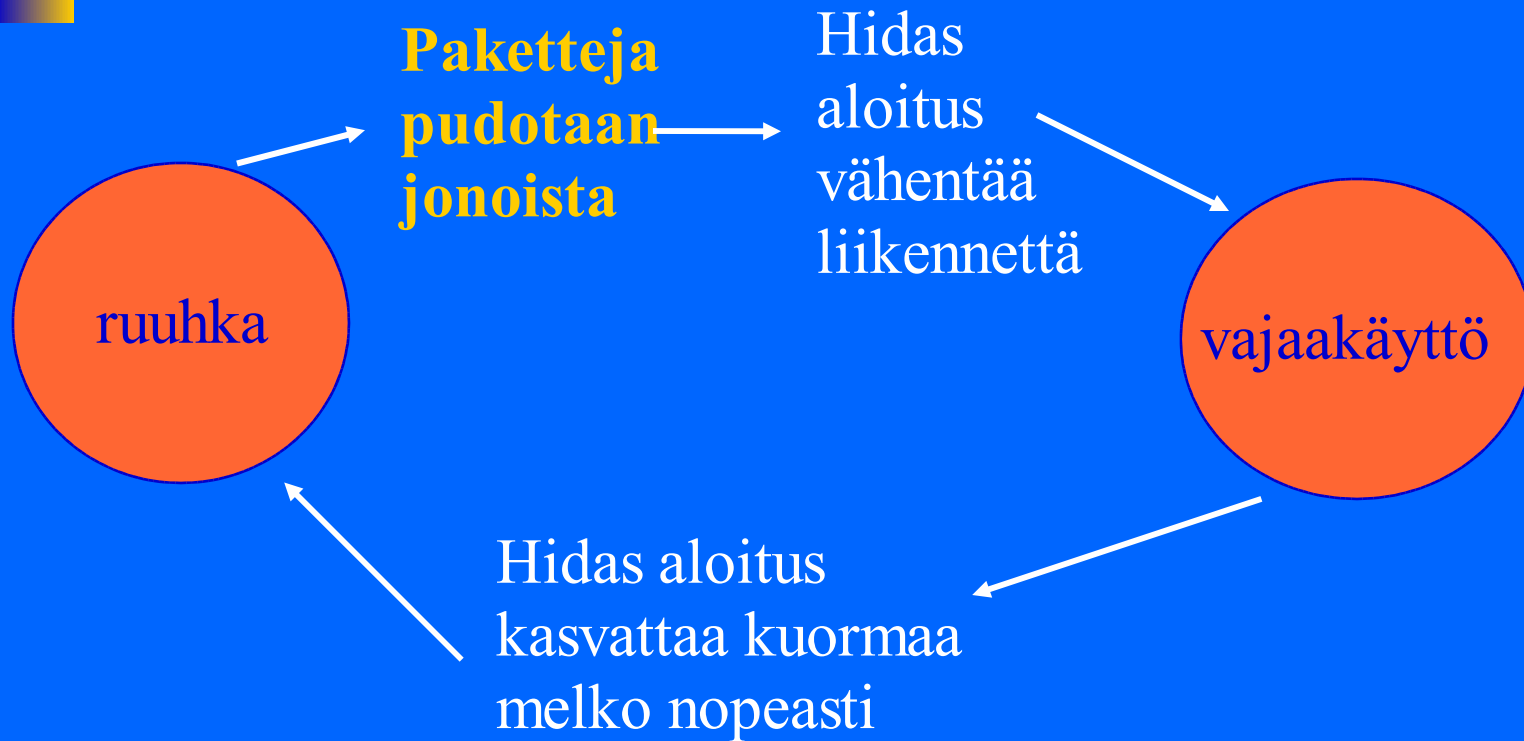 Paketteja
pudotaan
jonoista
Hidas
aloitus
vähentää
liikennettä
ruuhka
vajaakäyttö
Hidas aloitus
kasvattaa kuormaa
melko nopeasti